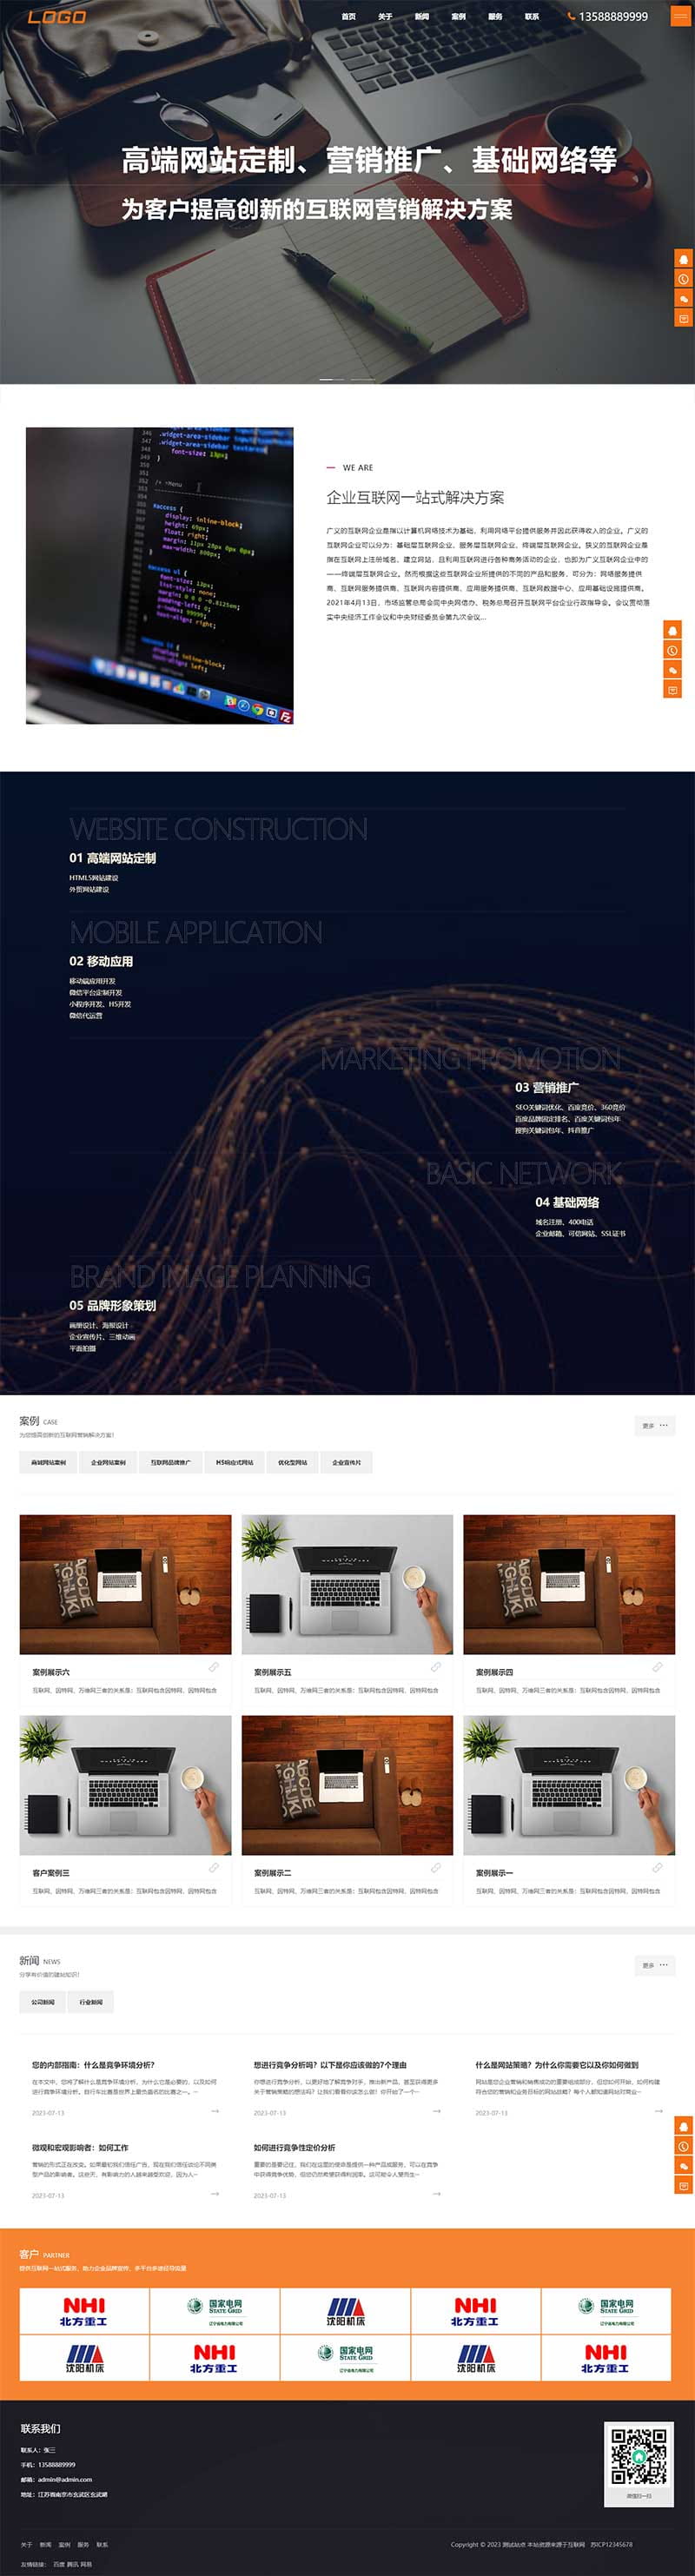 LOGO
首页 关于 新闻 案例 服务 联系 13588889999
高端网站定制、营销推广、基础网络等
为客户提高创新的互联网营销解决方案
WE ARE
企业互联网一站式解决方案
广义的互联网企业是指以计算机网络技术为基础，利用网络平台提供服务并因此获得收入的企业。广义的
互联网企业可以分为：基础层互联网企业、服务层互联网企业、终端层互联网企业。狭义的互联网企业是
指在互联网上注册域名，建立网站，且利用互联网进行各种商务活动的企业，也即为广义互联网企业中的
——终端层互联网企业。然而根据这些互联网企业所提供的不同的产品和服务，可分为：网络服务提供
商、互联网服务提供商、互联网内容提供商、应用服务提供商、互联网数据中心、应用基础设施提供商。
2021年4月13日，市场监管总局会同中央网信办、税务总局召开互联网平台企业行政指导会。会议贯彻落
实中央经济工作会议和中央财经委员会第九次会议...
WEBSITE CONSTRUCTION
01 高端网站定制
HTML5网站建设
外贸网站建设
MOBILE APPLICATION
02 移动应用
移动端应用开发
微信平台定制开发
小程序开发、H5开发
微信代运营
MARKETING PROMOTION
03 营销推广
SEO关键词优化、百度竞价、360竞价
百度品牌固定排名、百度关键词包年
搜狗关键词包年、抖音推广
BASIC NETWORK
04 基础网络
域名注册、400电话
企业邮箱、可信网站、SSL证书
BRAND IMAGE PLANNING
05 品牌形象策划
画册设计、海报设计
企业宣传片、三维动画
平面拍摄
案例 CASE
为您提高创新的互联网营销解决方案！
更多 ···
商城网站案例 企业网站案例 互联网品牌推广 H5响应式网站 优化型网站 企业宣传片
案例展示六 案例展示五 案例展示四
互联网、因特网、万维网三者的关系是：互联网包含因特网，因特网包含
互联网、因特网、万维网三者的关系是：互联网包含因特网，因特网包含
互联网、因特网、万维网三者的关系是：互联网包含因特网，因特网包含
客户案例三 案例展示二 案例展示一
互联网、因特网、万维网三者的关系是：互联网包含因特网，因特网包含
互联网、因特网、万维网三者的关系是：互联网包含因特网，因特网包含
互联网、因特网、万维网三者的关系是：互联网包含因特网，因特网包含
新闻 NEWS
分享有价值的建站知识！
更多 ···
公司新闻 行业新闻
您的内部指南：什么是竞争环境分析？
在本文中，您将了解什么是竞争环境分析，为什么它是必要的，以及如何
进行竞争环境分析。自行车比赛是世界上最负盛名的比赛之一。···
2023-07-13
想进行竞争分析吗？以下是你应该做的7个理由
你想进行竞争分析，以更好地了解竞争对手，推出新产品，甚至获得更多
关于营销策略的想法吗？让我们看看你该怎么做！你开始了一个···
2023-07-13
什么是网站策略？为什么你需要它以及你如何做到
网站是您企业营销和销售成功的重要组成部分，但您如何开始，如何构建
符合您的营销和业务目标的网站战略？每个人都知道网站对商业···
2023-07-13
微观和宏观影响者：如何工作
营销的形式正在改变。如果最初我们信任广告，现在我们信任谈论不同类
型产品的影响者。这些天，有影响力的人越来越受欢迎，因为人···
2023-07-13
如何进行竞争性定价分析
重要的是要记住，我们在这里的使命是提供一种产品或服务，可以在竞争
中获得竞争优势，但您仍然希望获得利润率。这可能令人望而生···
2023-07-13
客户 PARTNER
提供互联网一站式服务，助力企业品牌宣传，多平台多途径导流量
NHI 北方重工
国家电网 STATE GRID 辽宁省电力有限公司
沈阳机床
NHI 北方重工
国家电网 STATE GRID 辽宁省电力有限公司
沈阳机床
NHI 北方重工
国家电网 STATE GRID 辽宁省电力有限公司
沈阳机床
NHI 北方重工
联系我们
联系人：张三
手机：13588889999
邮箱：admin@admin.com
地址：江苏省南京市玄武区玄武湖
微信扫一扫
关于 新闻 案例 服务 联系
Copyright © 2023 测试站点 本站资源来源于互联网 苏ICP12345678
友情链接： 百度 腾讯 网易